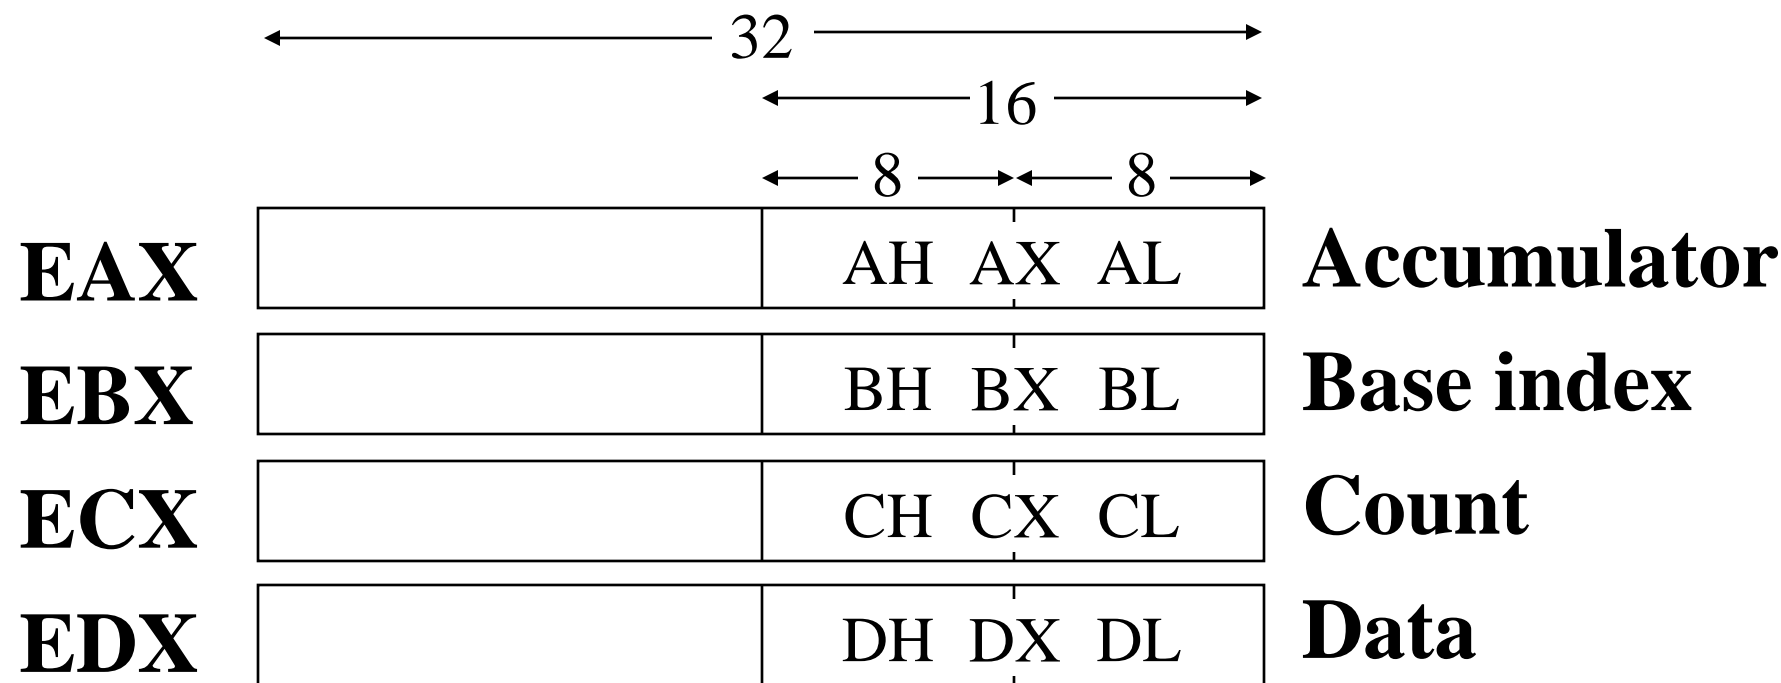 32
16
8 8
EAX AH AX AL Accumulator
EBX BH BX BL Base index
ECX CH CX CL Count
EDX DH DX DL Data